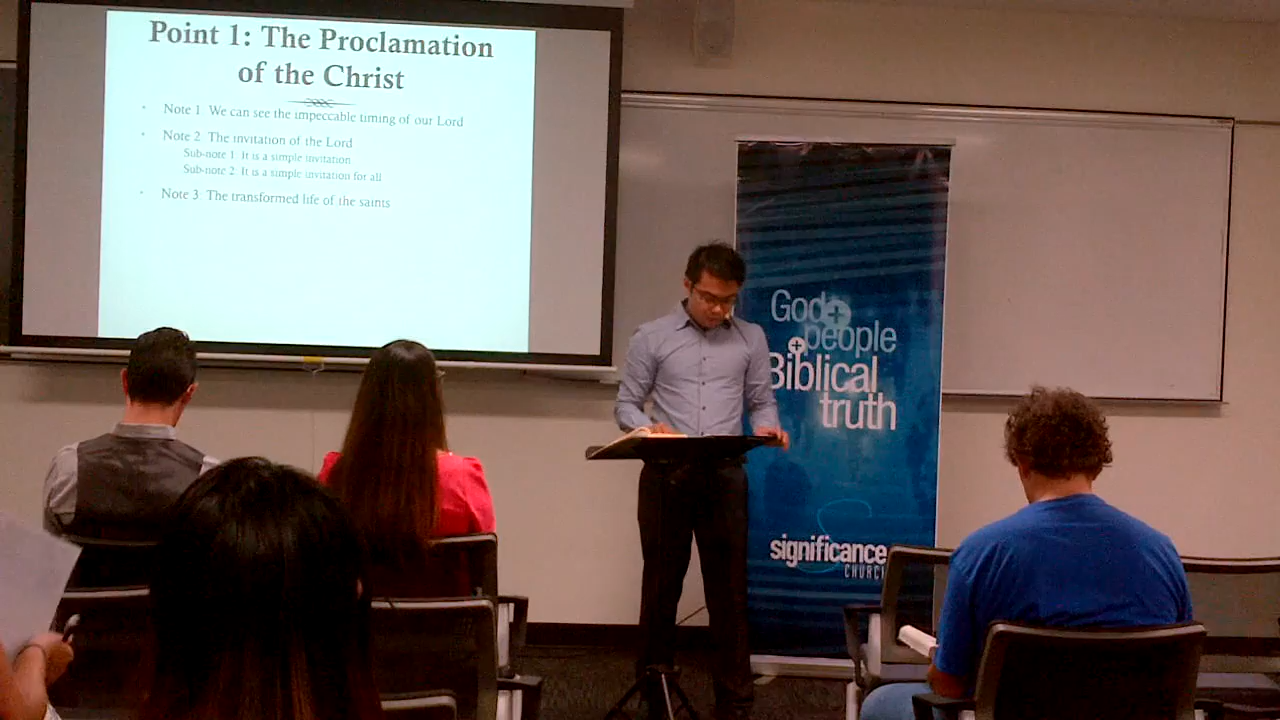 Point 1: The Proclamation
of the Christ
Note 1: We can see the impeccable timing of our Lord
Note 2: The invitation of the Lord
Sub-note 1: It is a simple invitation
Sub-note 2: It is a simple invitation for all
Note 3: The transformed life of the saints
God+
people
+Biblical
truth
significance
CHURCH